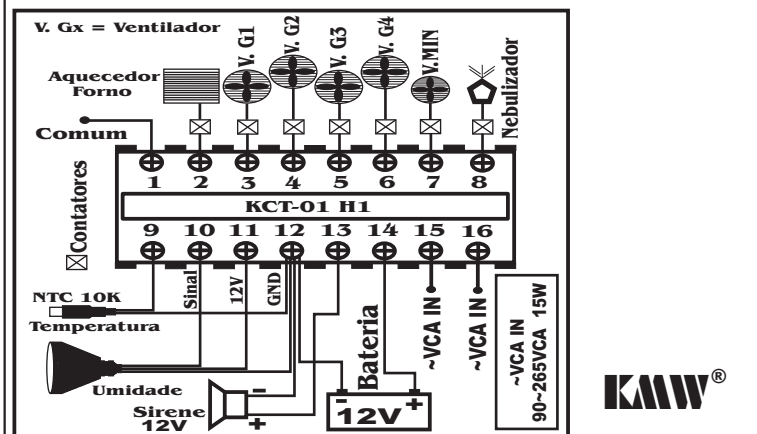 V. Gx = Ventilador
V. G1
V. G2
V. G3
V. G4
V.MIN
Nebulizador
Aquecedor
Forno
Comum
Contatores
1 2 3 4 5 6 7 8
KCT-01 H1
9 10 11 12 13 14 15 16
NTC 10K
Temperatura
Sinal
12V
GND
Umidade
Sirene
12V
-
+
Bateria
- +
12V
~VCA IN
~VCA IN
~VCA IN
90~265VCA 15W
KMW®